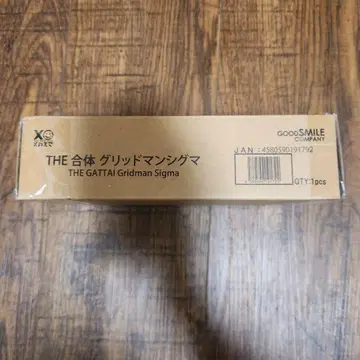 GOOD SMILE
COMPANY
THE 合体 グリッドマンシグマ
THE GATTAI Gridman Sigma
JAN:4580590191792
QTY:1pcs